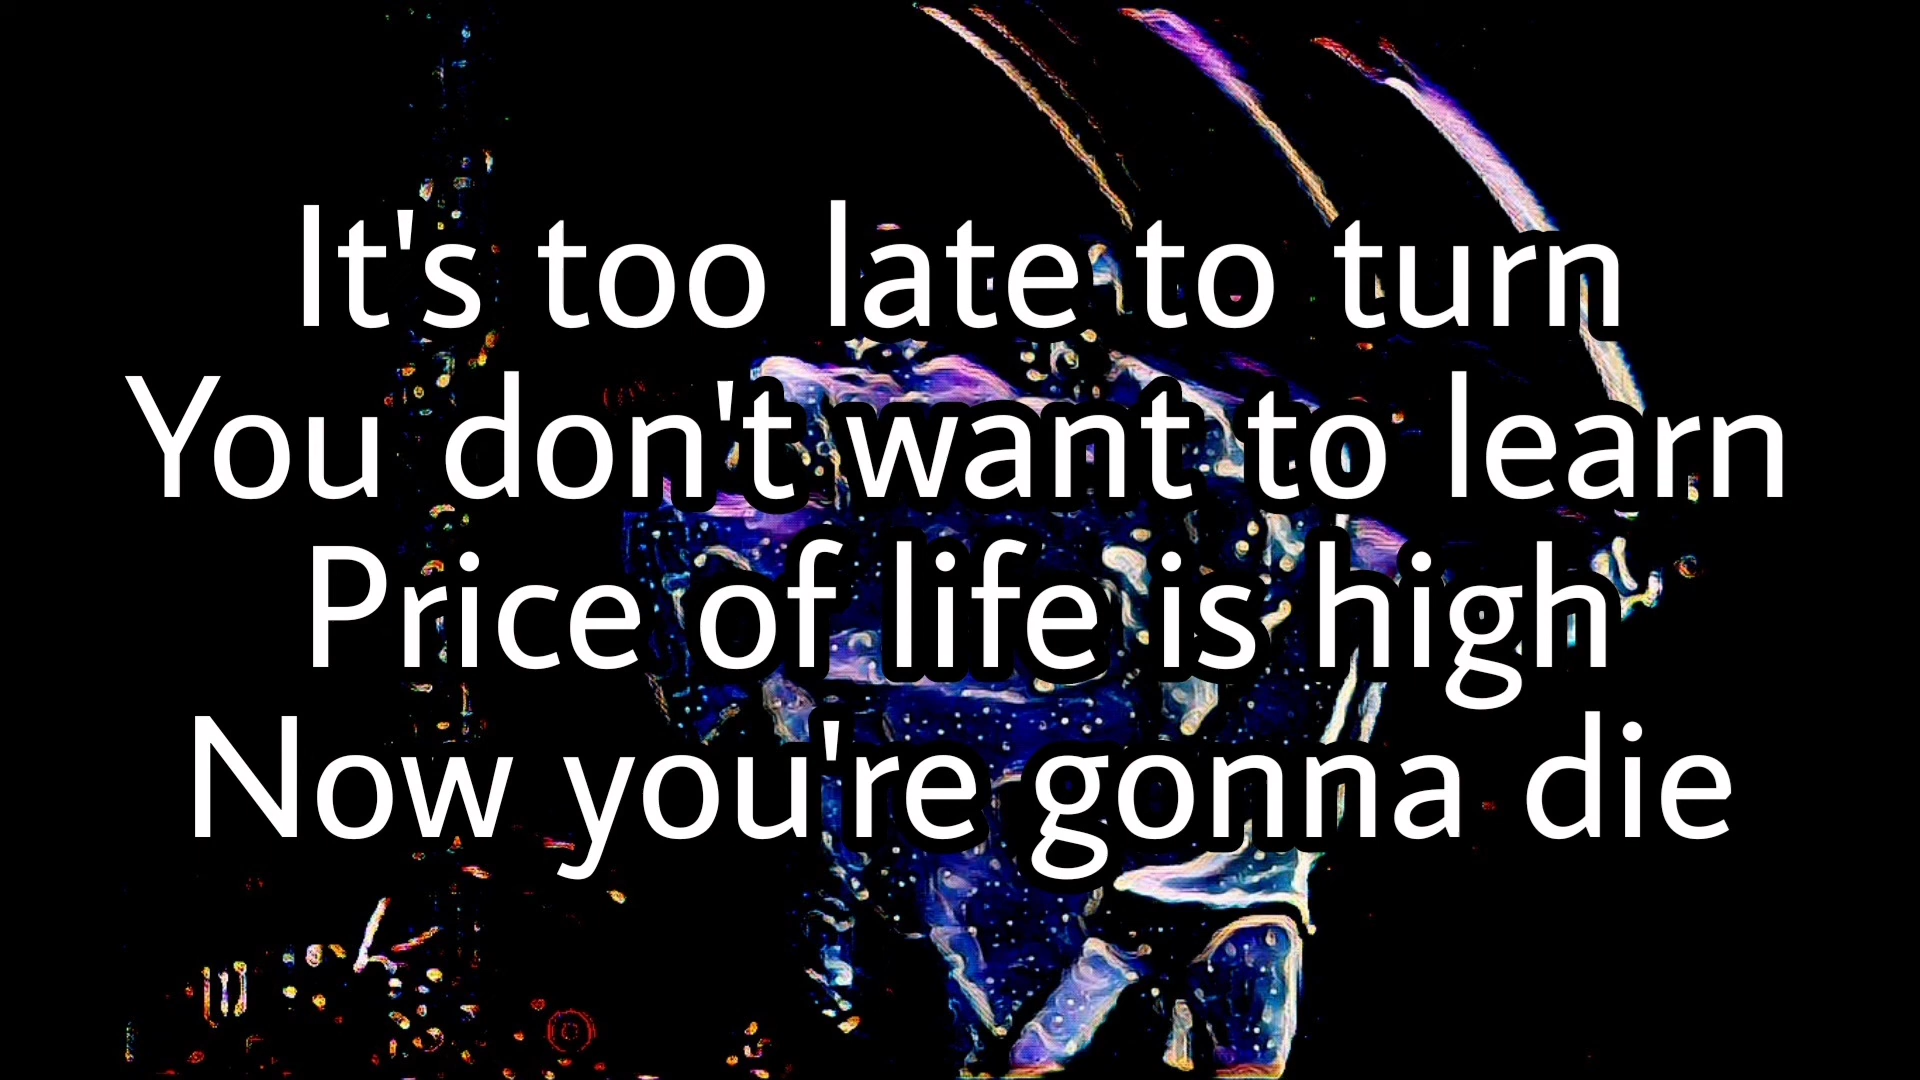 It's too late to turn
You don't want to learn
Price of life is high
Now you're gonna die